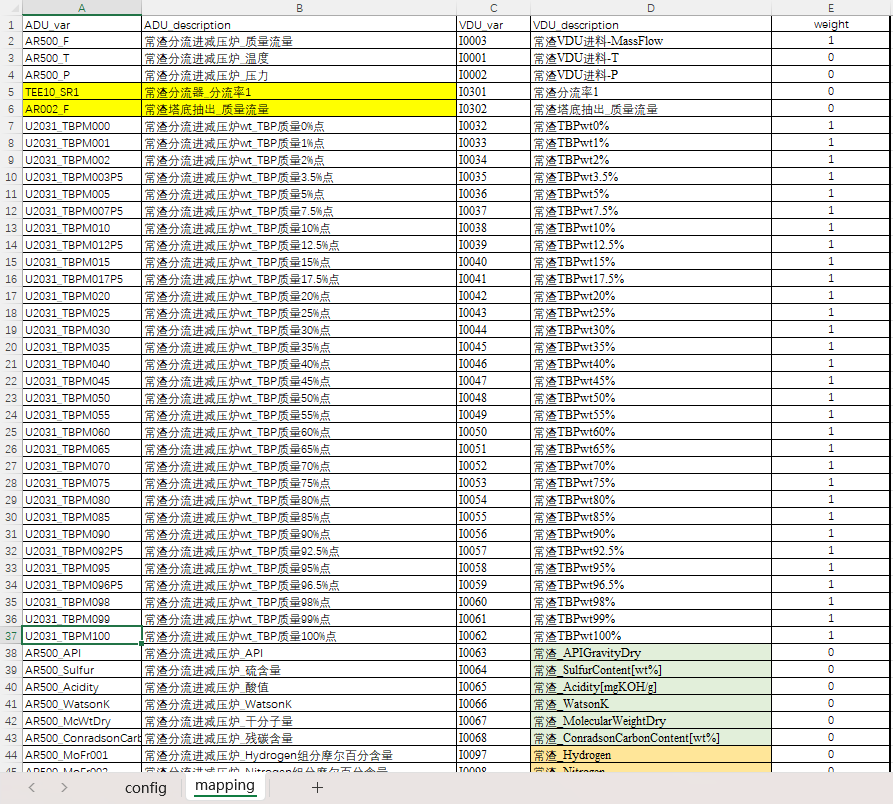 A B C D E
1 ADU_var ADU_description VDU_var VDU_description weight
2 AR500_F 常渣分流进减压炉_质量流量 I0003 常渣VDU进料-MassFlow 1
3 AR500_T 常渣分流进减压炉_温度 I0001 常渣VDU进料-T 0
4 AR500_P 常渣分流进减压炉_压力 I0002 常渣VDU进料-P 0
5 TEE10_SR1 常渣分流器_分流率1 I0301 常渣分流率1 0
6 AR002_F 常渣塔底抽出_质量流量 I0302 常渣塔底抽出_质量流量 0
7 U2031_TBPM000 常渣分流进减压炉wt_TBP质量0%点 I0032 常渣TBPwt0% 1
8 U2031_TBPM001 常渣分流进减压炉wt_TBP质量1%点 I0033 常渣TBPwt1% 1
9 U2031_TBPM002 常渣分流进减压炉wt_TBP质量2%点 I0034 常渣TBPwt2% 1
10 U2031_TBPM003P5 常渣分流进减压炉wt_TBP质量3.5%点 I0035 常渣TBPwt3.5% 1
11 U2031_TBPM005 常渣分流进减压炉wt_TBP质量5%点 I0036 常渣TBPwt5% 1
12 U2031_TBPM007P5 常渣分流进减压炉wt_TBP质量7.5%点 I0037 常渣TBPwt7.5% 1
13 U2031_TBPM010 常渣分流进减压炉wt_TBP质量10%点 I0038 常渣TBPwt10% 1
14 U2031_TBPM012P5 常渣分流进减压炉wt_TBP质量12.5%点 I0039 常渣TBPwt12.5% 1
15 U2031_TBPM015 常渣分流进减压炉wt_TBP质量15%点 I0040 常渣TBPwt15% 1
16 U2031_TBPM017P5 常渣分流进减压炉wt_TBP质量17.5%点 I0041 常渣TBPwt17.5% 1
17 U2031_TBPM020 常渣分流进减压炉wt_TBP质量20%点 I0042 常渣TBPwt20% 1
18 U2031_TBPM025 常渣分流进减压炉wt_TBP质量25%点 I0043 常渣TBPwt25% 1
19 U2031_TBPM030 常渣分流进减压炉wt_TBP质量30%点 I0044 常渣TBPwt30% 1
20 U2031_TBPM035 常渣分流进减压炉wt_TBP质量35%点 I0045 常渣TBPwt35% 1
21 U2031_TBPM040 常渣分流进减压炉wt_TBP质量40%点 I0046 常渣TBPwt40% 1
22 U2031_TBPM045 常渣分流进减压炉wt_TBP质量45%点 I0047 常渣TBPwt45% 1
23 U2031_TBPM050 常渣分流进减压炉wt_TBP质量50%点 I0048 常渣TBPwt50% 1
24 U2031_TBPM055 常渣分流进减压炉wt_TBP质量55%点 I0049 常渣TBPwt55% 1
25 U2031_TBPM060 常渣分流进减压炉wt_TBP质量60%点 I0050 常渣TBPwt60% 1
26 U2031_TBPM065 常渣分流进减压炉wt_TBP质量65%点 I0051 常渣TBPwt65% 1
27 U2031_TBPM070 常渣分流进减压炉wt_TBP质量70%点 I0052 常渣TBPwt70% 1
28 U2031_TBPM075 常渣分流进减压炉wt_TBP质量75%点 I0053 常渣TBPwt75% 1
29 U2031_TBPM080 常渣分流进减压炉wt_TBP质量80%点 I0054 常渣TBPwt80% 1
30 U2031_TBPM085 常渣分流进减压炉wt_TBP质量85%点 I0055 常渣TBPwt85% 1
31 U2031_TBPM090 常渣分流进减压炉wt_TBP质量90%点 I0056 常渣TBPwt90% 1
32 U2031_TBPM092P5 常渣分流进减压炉wt_TBP质量92.5%点 I0057 常渣TBPwt92.5% 1
33 U2031_TBPM095 常渣分流进减压炉wt_TBP质量95%点 I0058 常渣TBPwt95% 1
34 U2031_TBPM096P5 常渣分流进减压炉wt_TBP质量96.5%点 I0059 常渣TBPwt96.5% 1
35 U2031_TBPM098 常渣分流进减压炉wt_TBP质量98%点 I0060 常渣TBPwt98% 1
36 U2031_TBPM099 常渣分流进减压炉wt_TBP质量99%点 I0061 常渣TBPwt99% 1
37 U2031_TBPM100 常渣分流进减压炉wt_TBP质量100%点 I0062 常渣TBPwt100% 1
38 AR500_API 常渣分流进减压炉_API I0063 常渣_APIGravityDry 0
39 AR500_Sulfur 常渣分流进减压炉_硫含量 I0064 常渣_SulfurContent[wt%] 0
40 AR500_Acidity 常渣分流进减压炉_酸值 I0065 常渣_Acidity[mgKOH/g] 0
41 AR500_WatsonK 常渣分流进减压炉_WatsonK I0066 常渣_WatsonK 0
42 AR500_McWtDry 常渣分流进减压炉_干分子量 I0067 常渣_MolecularWeightDry 0
43 AR500_ConradsonCarb 常渣分流进减压炉_残碳含量 I0068 常渣_ConradsonCarbonContent[wt%] 0
44 AR500_MoFr001 常渣分流进减压炉_Hydrogen组分摩尔百分含量 I0097 常渣_Hydrogen 0
45 AR500_MoFr002 常渣分流进减压炉_Nitrogen组分摩尔百分含量 I0098 常渣_Nitrogen 0
config mapping +